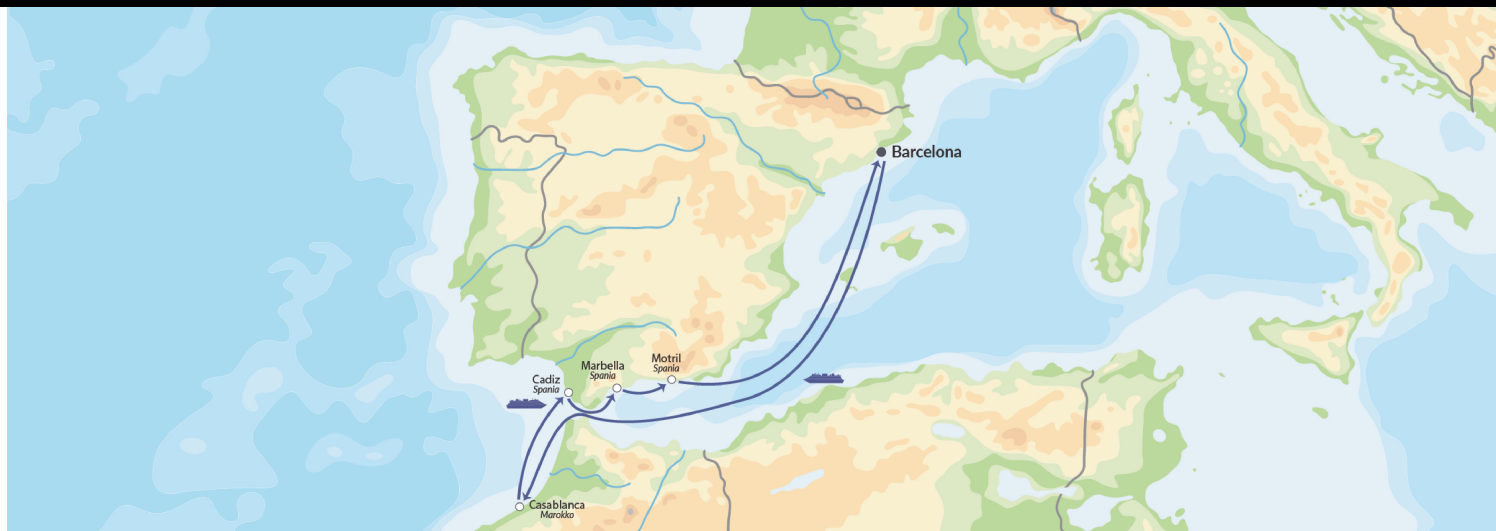 Barcelona
Motril
Spania
Marbella
Spania
Cadiz
Spania
Casablanca
Marokko